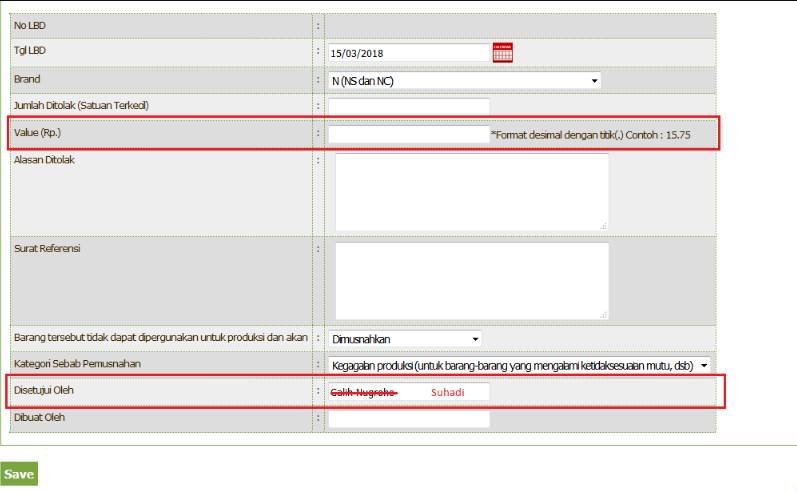 No LBD :
Tgl LBD : 15/03/2018
Brand : N (NS dan NC)
Jumlah Ditolak (Satuan Terkecil) :
Value (Rp.) : *Format desimal dengan titik(.) Contoh : 15.75
Alasan Ditolak :
Surat Referensi :
Barang tersebut tidak dapat dipergunakan untuk produksi dan akan : Dimusnahkan
Kategori Sebab Pemusnahan : Kegagalan produksi(untuk barang-barang yang mengalami ketidaksesuaian mutu, dsb)
Disetujui Oleh : Galih Nugroho Suhadi
Dibuat Oleh :
Save